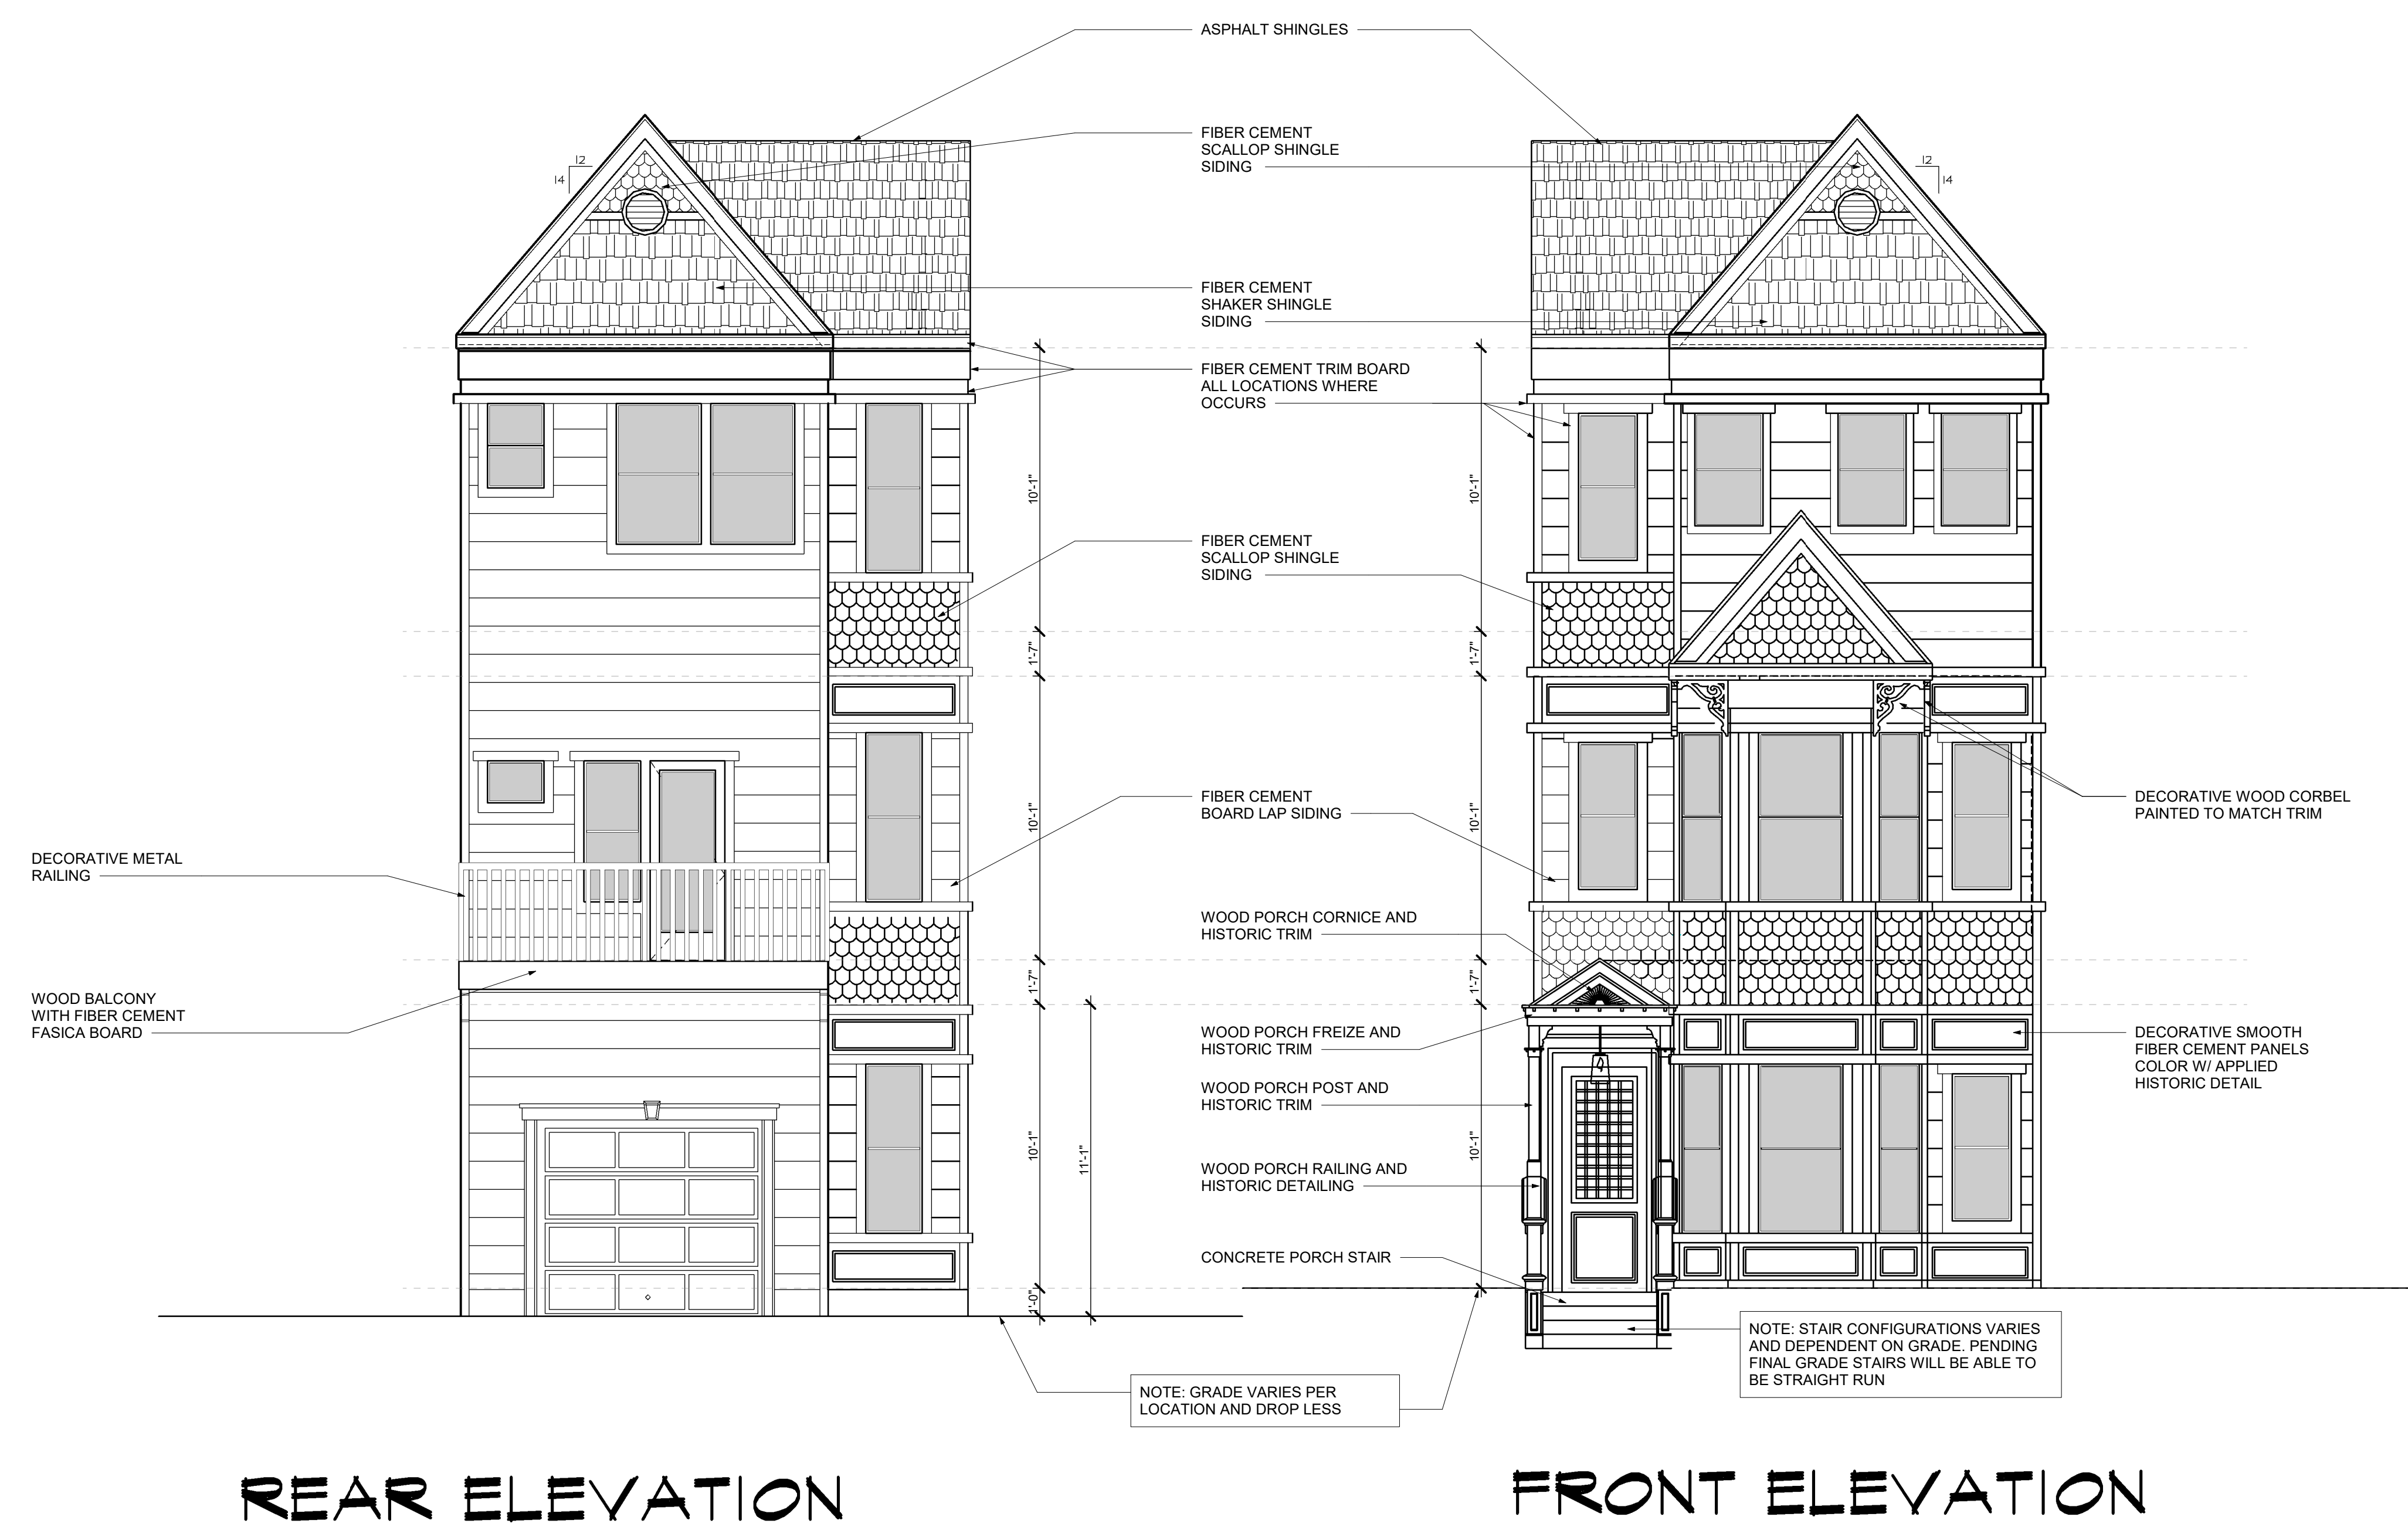 ASPHALT SHINGLES
FIBER CEMENT
SCALLOP SHINGLE
SIDING
12
14
12
14
FIBER CEMENT
SHAKER SHINGLE
SIDING
FIBER CEMENT TRIM BOARD
ALL LOCATIONS WHERE
OCCURS
10'-1"
10'-1"
FIBER CEMENT
SCALLOP SHINGLE
SIDING
1'-7"
1'-7"
FIBER CEMENT
BOARD LAP SIDING
10'-1"
10'-1"
DECORATIVE WOOD CORBEL
PAINTED TO MATCH TRIM
DECORATIVE METAL
RAILING
WOOD PORCH CORNICE AND
HISTORIC TRIM
1'-7"
1'-7"
WOOD BALCONY
WITH FIBER CEMENT
FASICA BOARD
WOOD PORCH FREIZE AND
HISTORIC TRIM
DECORATIVE SMOOTH
FIBER CEMENT PANELS
COLOR W/ APPLIED
HISTORIC DETAIL
WOOD PORCH POST AND
HISTORIC TRIM
10'-1"
11'-1"
10'-1"
WOOD PORCH RAILING AND
HISTORIC DETAILING
CONCRETE PORCH STAIR
1'-0"
NOTE: STAIR CONFIGURATIONS VARIES
AND DEPENDENT ON GRADE. PENDING
FINAL GRADE STAIRS WILL BE ABLE TO
BE STRAIGHT RUN
NOTE: GRADE VARIES PER
LOCATION AND DROP LESS
REAR ELEVATION
FRONT ELEVATION